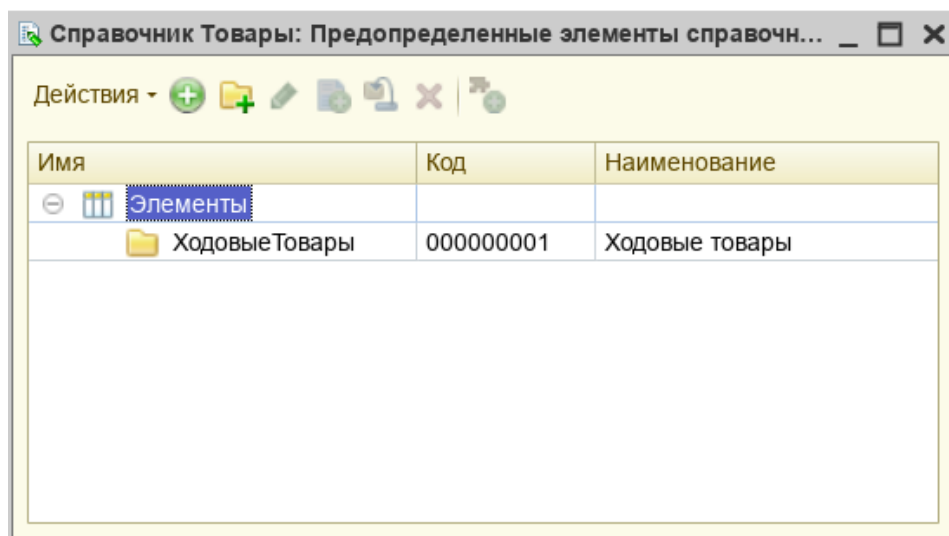 Справочник Товары: Предопределенные элементы справочн...
Действия
Имя Код Наименование
Элементы
ХодовыеТовары 000000001 Ходовые товары